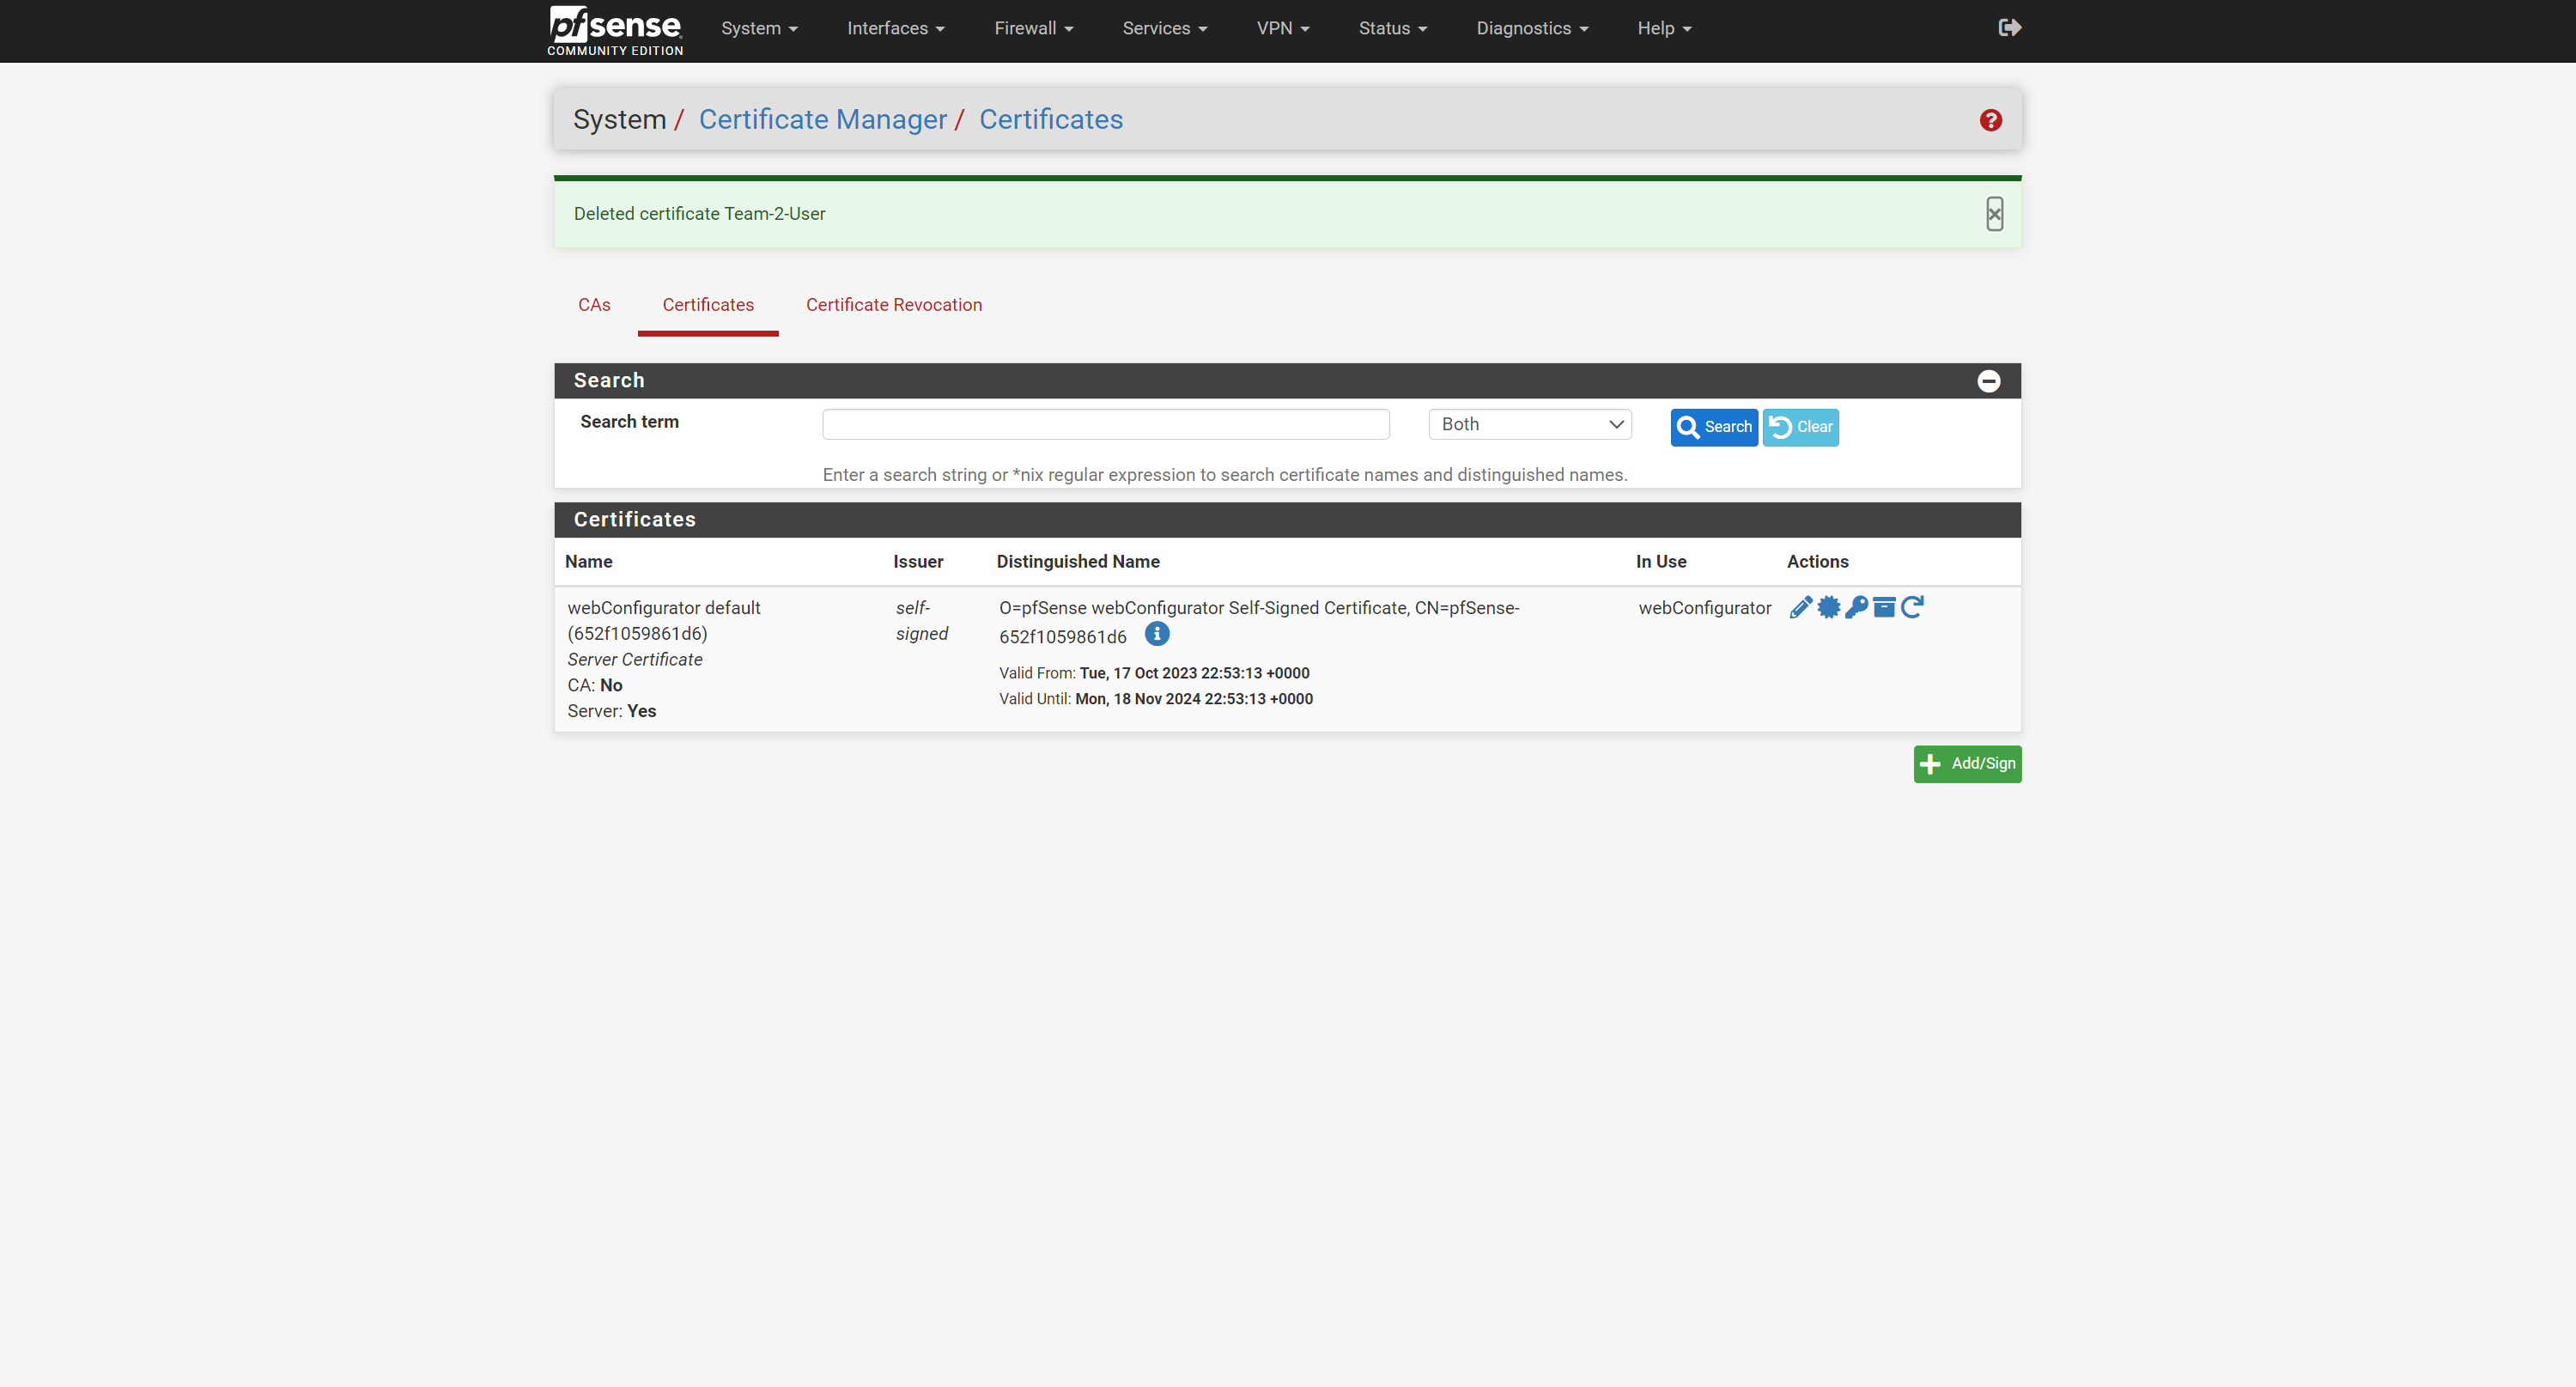 pfsense
COMMUNITY EDITION
System Interfaces Firewall Services VPN Status Diagnostics Help
System / Certificate Manager / Certificates
Deleted certificate Team-2-User
CAs Certificates Certificate Revocation
Search
Search term Both Search Clear
Enter a search string or *nix regular expression to search certificate names and distinguished names.
Certificates
Name Issuer Distinguished Name In Use Actions
webConfigurator default
(652f1059861d6)
Server Certificate
CA: No
Server: Yes
self-
signed
O=pfSense webConfigurator Self-Signed Certificate, CN=pfSense-
652f1059861d6
Valid From: Tue, 17 Oct 2023 22:53:13 +0000
Valid Until: Mon, 18 Nov 2024 22:53:13 +0000
webConfigurator
Add/Sign